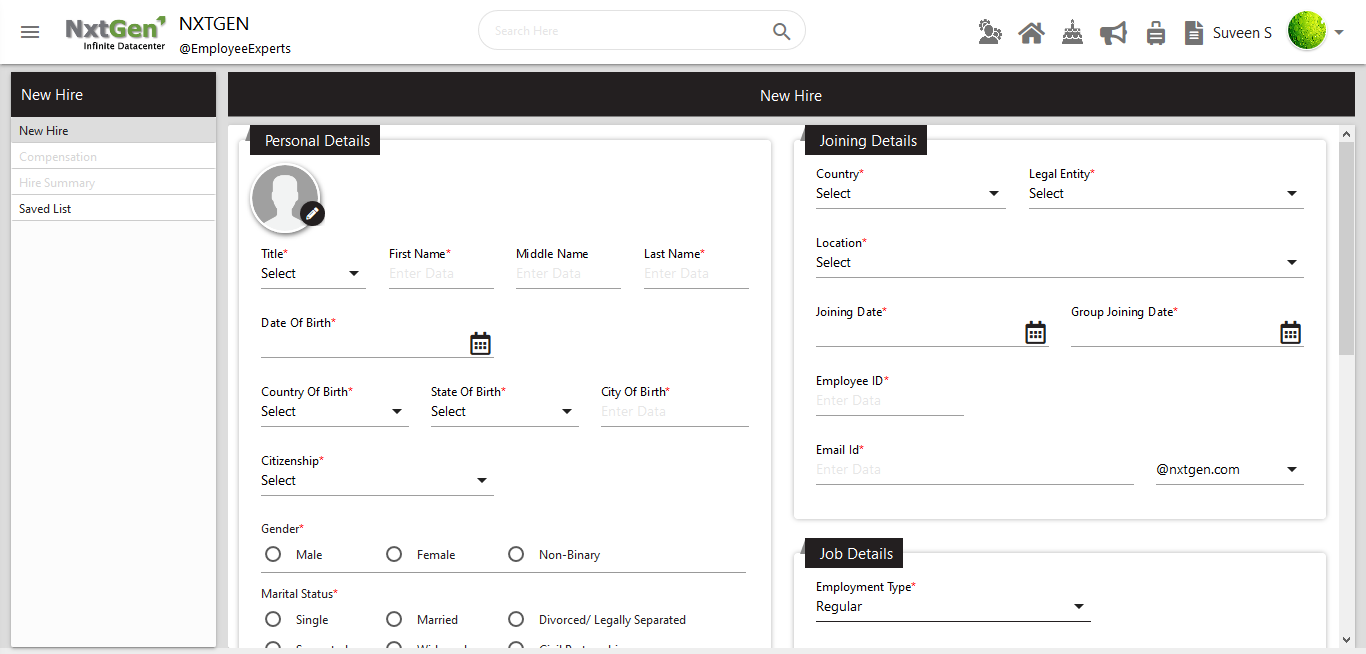 NxtGen
Infinite Datacenter
NXTGEN
@EmployeeExperts
Search Here
Suveen S
New Hire
New Hire
Compensation
Hire Summary
Saved List
New Hire
Personal Details
Title*
Select
First Name*
Enter Data
Middle Name
Enter Data
Last Name*
Enter Data
Date Of Birth*
Country Of Birth*
Select
State Of Birth*
Select
City Of Birth*
Enter Data
Citizenship*
Select
Gender*
Male Female Non-Binary
Marital Status*
Single Married Divorced/ Legally Separated
Joining Details
Country*
Select
Legal Entity*
Select
Location*
Select
Joining Date*
Group Joining Date*
Employee ID*
Enter Data
Email Id*
Enter Data
@nxtgen.com
Job Details
Employment Type*
Regular